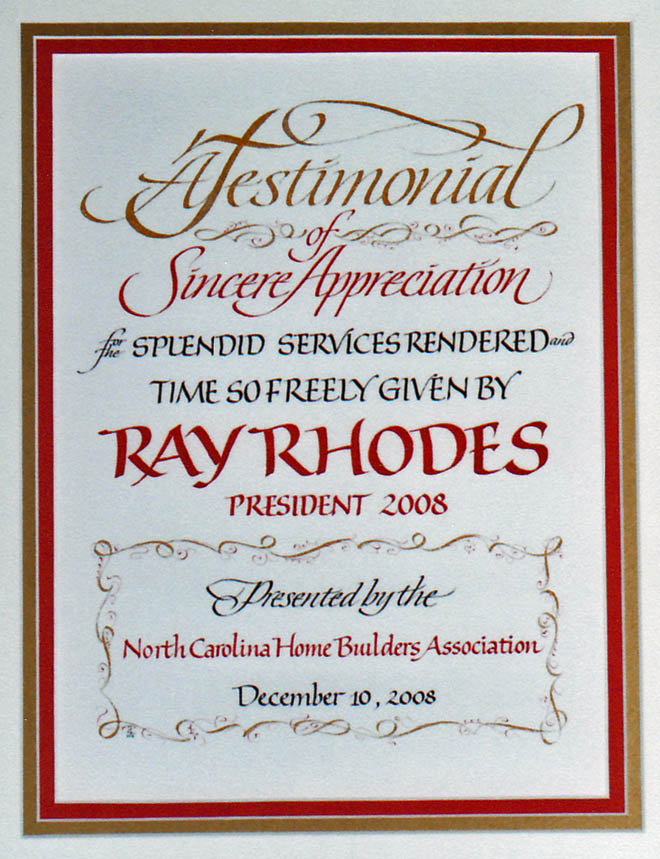 A Testimonial
of
Sincere Appreciation
for the SPLENDID SERVICES RENDERED and
TIME SO FREELY GIVEN BY
RAY RHODES
PRESIDENT 2008
Presented by the
North Carolina Home Builders Association
December 10, 2008